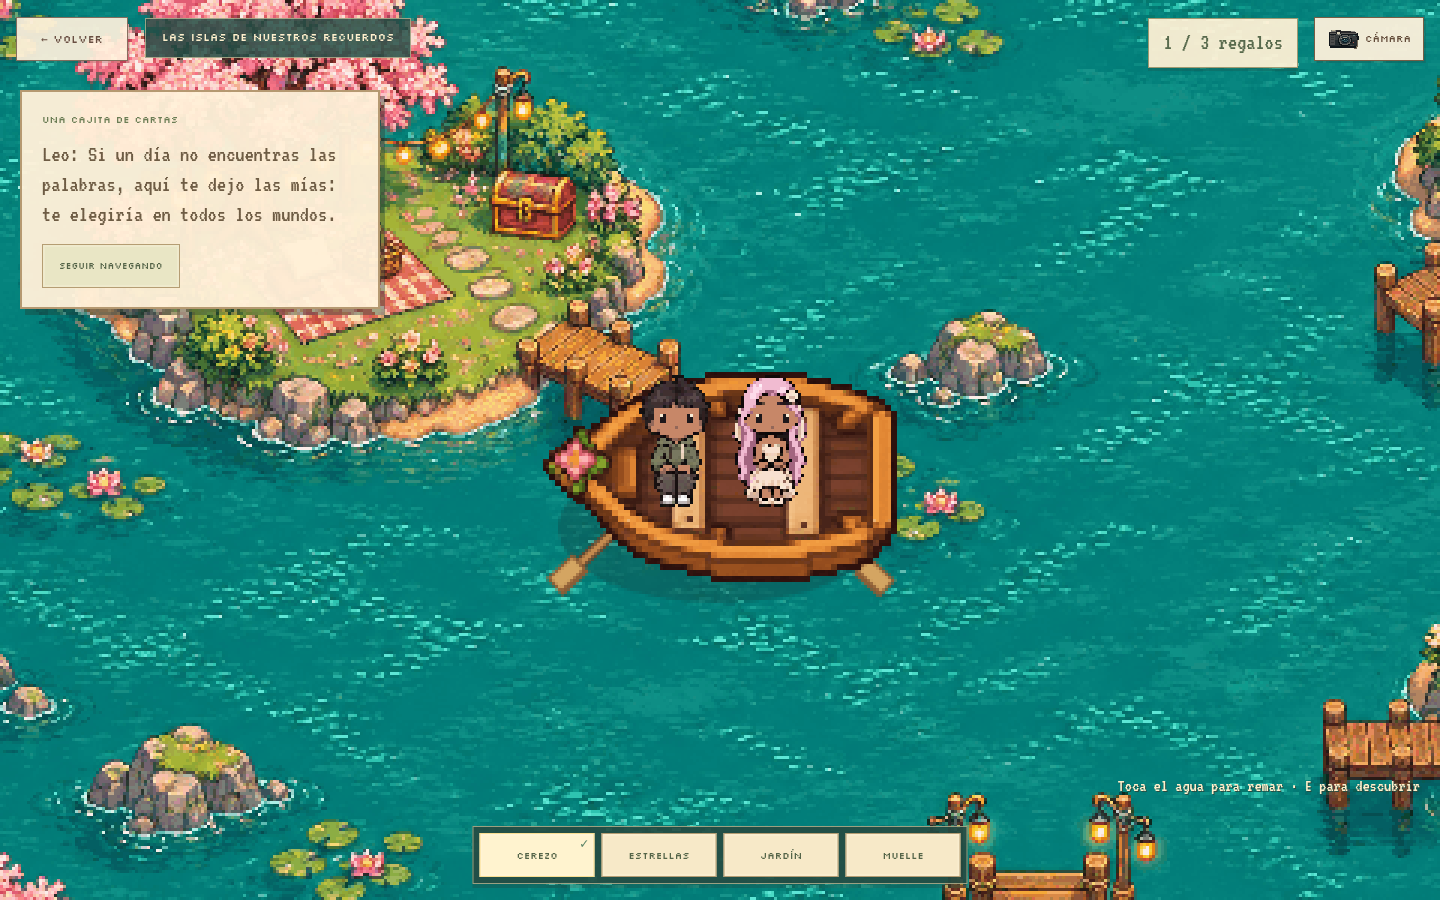 ← VOLVER
LAS ISLAS DE NUESTROS RECUERDOS
1 / 3 regalos
CÁMARA
UNA CAJITA DE CARTAS
Leo: Si un día no encuentras las
palabras, aquí te dejo las mías:
te elegiría en todos los mundos.
SEGUIR NAVEGANDO
Toca el agua para remar · E para descubrir
CEREZO ✓
ESTRELLAS
JARDÍN
MUELLE